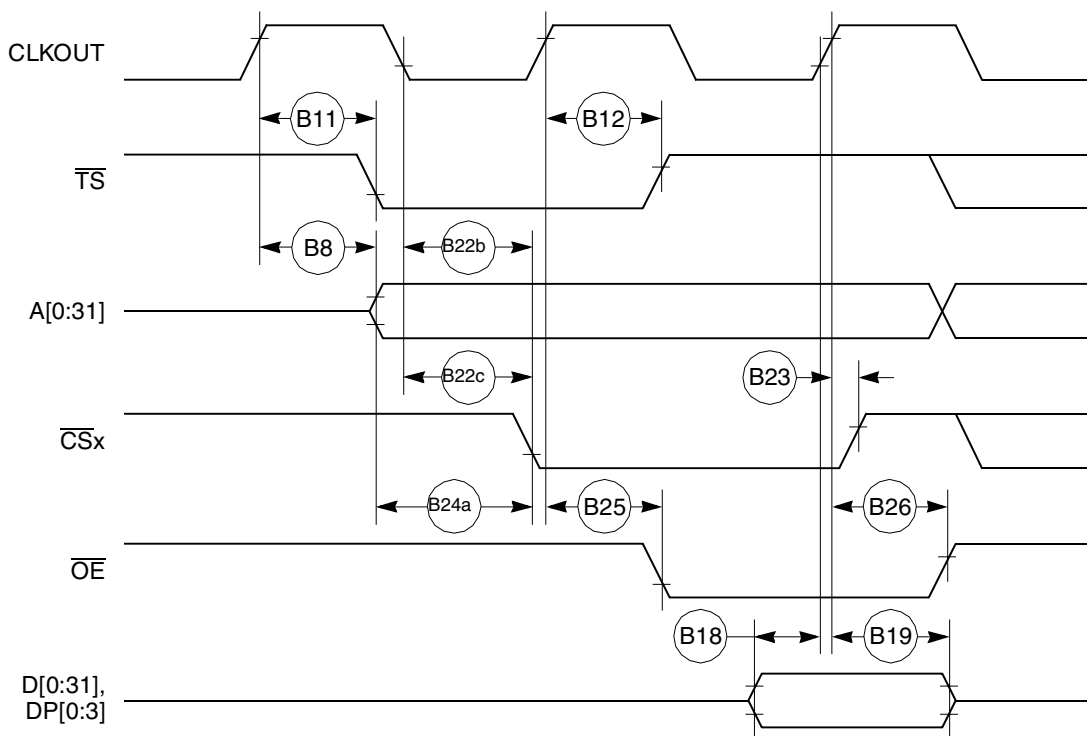 CLKOUT
B11
B12
TS
B8
B22b
A[0:31]
B22c
B23
CSx
B24a
B25
B26
OE
B18
B19
D[0:31],
DP[0:3]